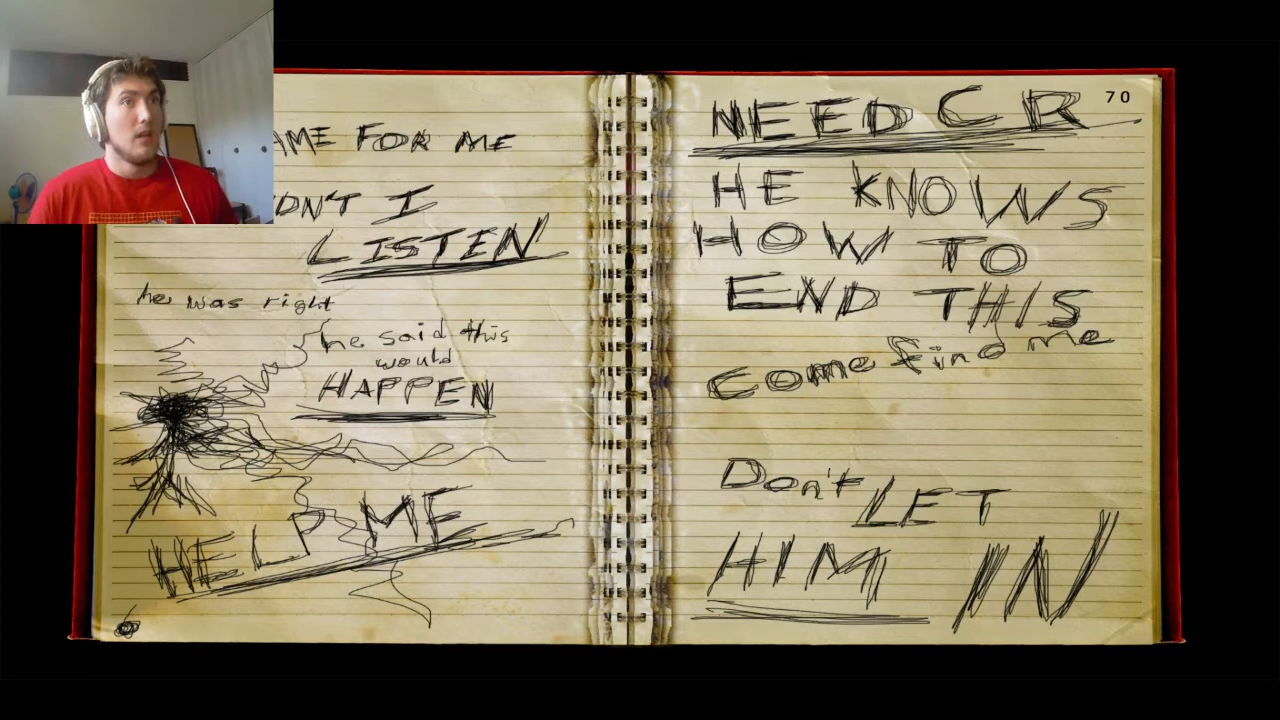 AME FOR ME
ON'T I
LISTEN
he was right
he said this
would
HAPPEN
HELP ME
70
NEED CR
HE KNOWS
HOW TO
END THIS
come find me
Don't LET
HIM IN